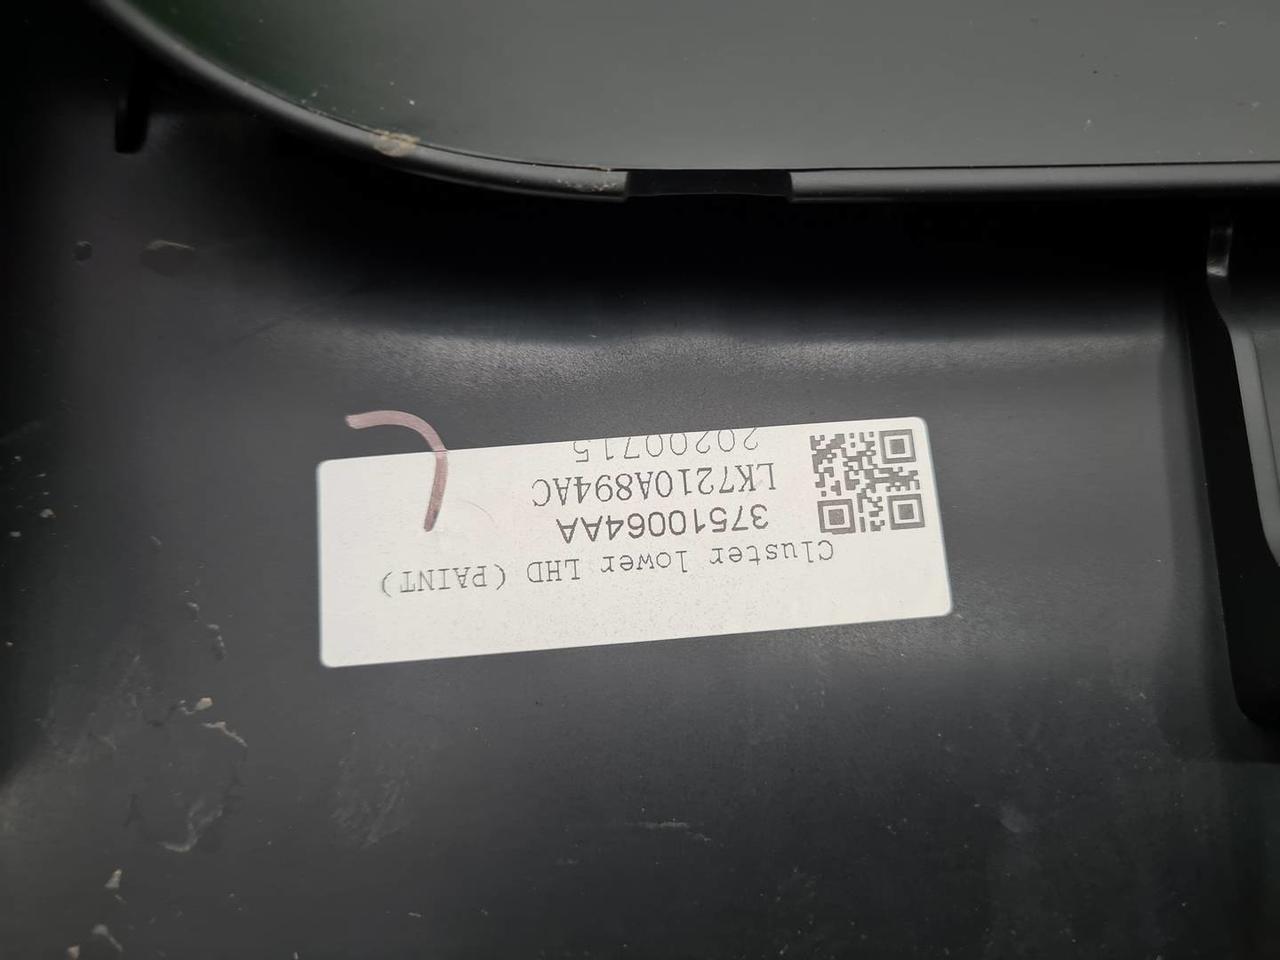 Cluster lower LHD (PAINT)
37510064AA
LK7210A894AC
20200715